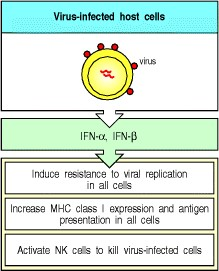 Virus-infected host cells
virus
IFN-α, IFN-β
Induce resistance to viral replication
in all cells
Increase MHC class I expression and antigen
presentation in all cells
Activate NK cells to kill virus-infected cells